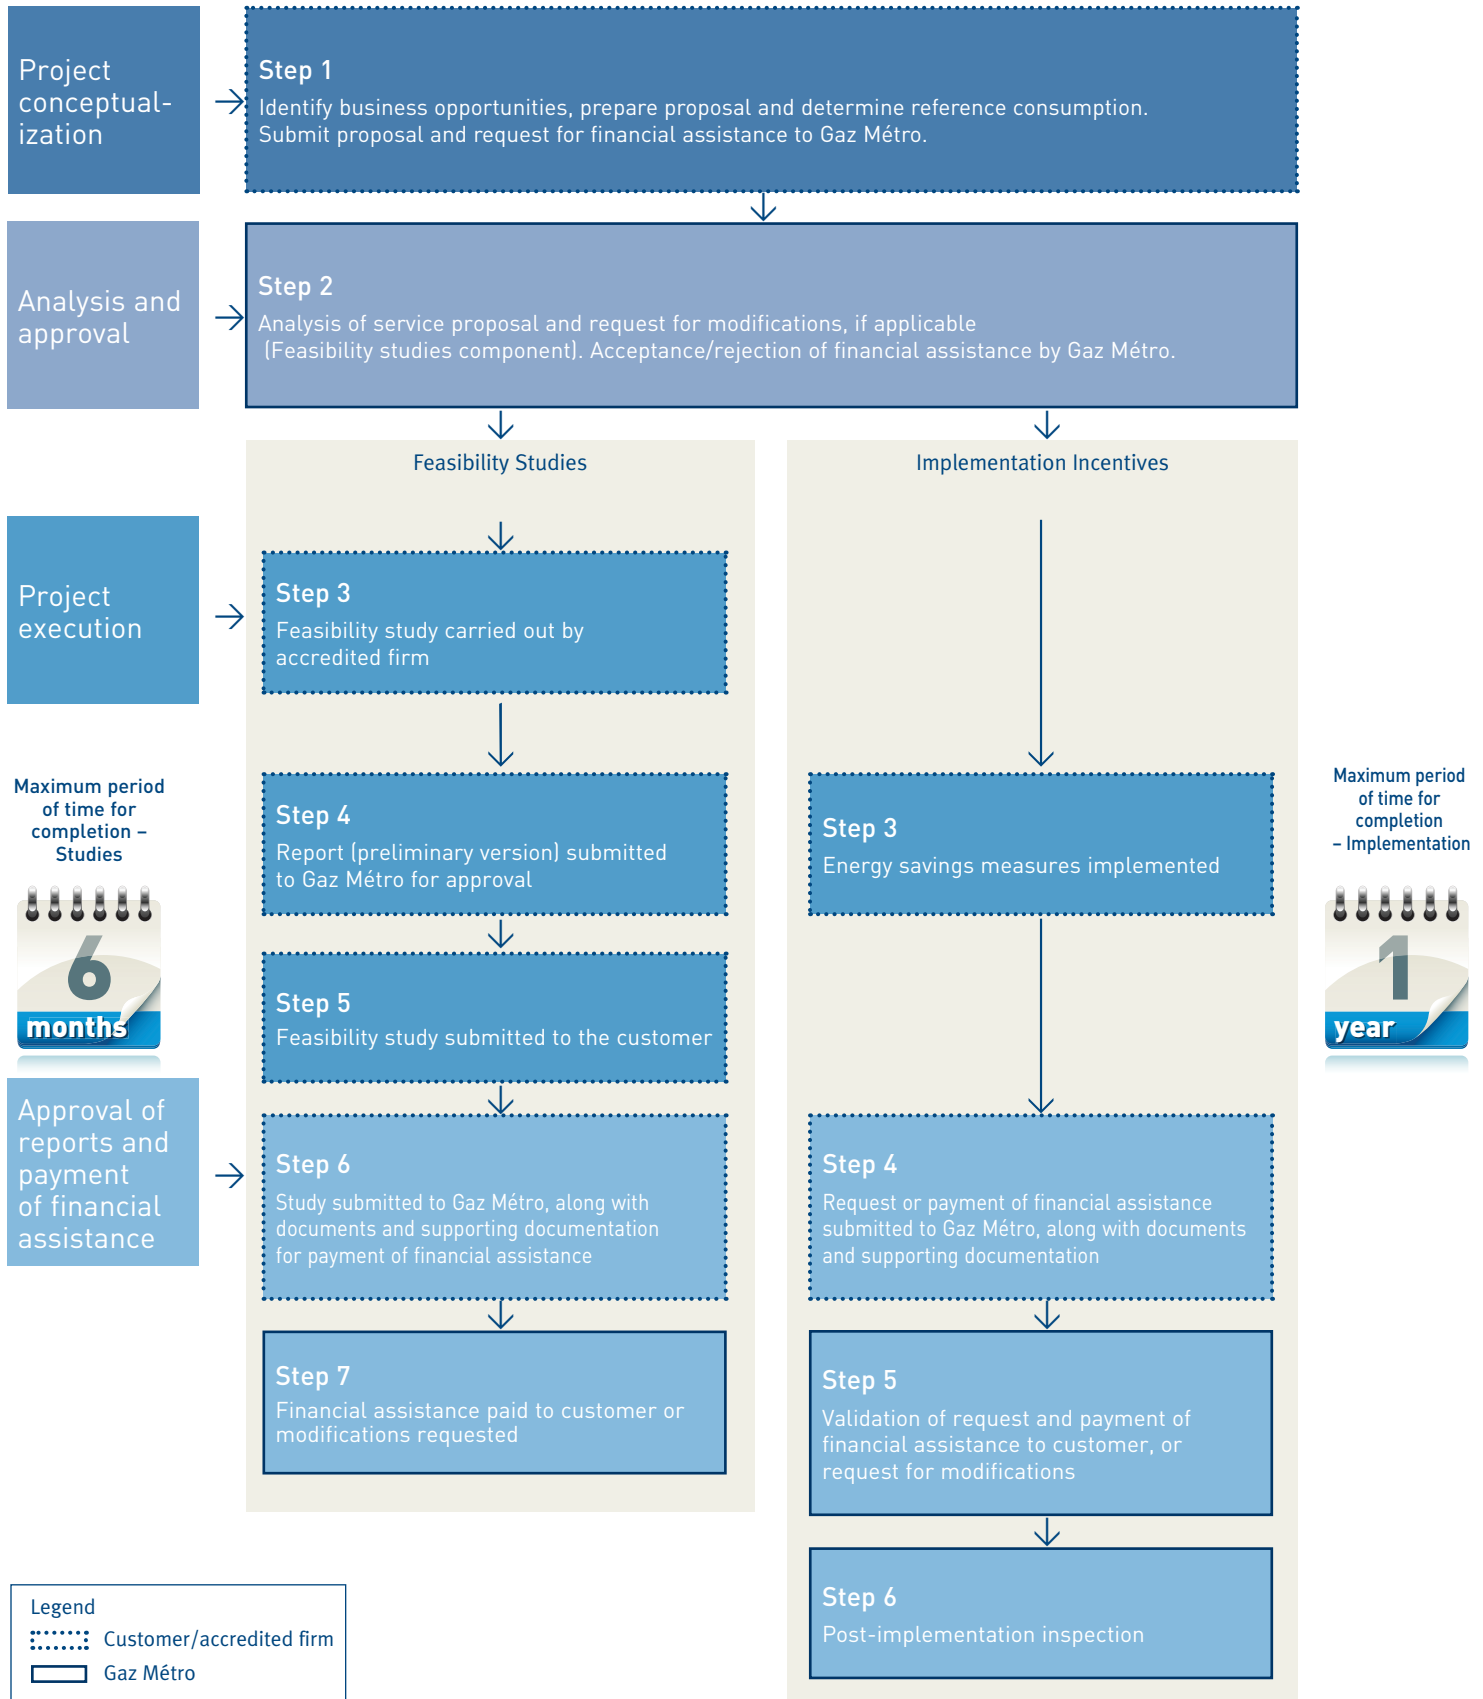 Project
conceptual-
ization
Step 1
Identify business opportunities, prepare proposal and determine reference consumption.
Submit proposal and request for financial assistance to Gaz Métro.
Analysis and
approval
Step 2
Analysis of service proposal and request for modifications, if applicable
(Feasibility studies component). Acceptance/rejection of financial assistance by Gaz Métro.
Feasibility Studies
Implementation Incentives
Project
execution
Step 3
Feasibility study carried out by
accredited firm
Maximum period
of time for
completion –
Studies
6
months
Step 4
Report (preliminary version) submitted
to Gaz Métro for approval
Step 3
Energy savings measures implemented
Maximum period
of time for
completion
– Implementation
1
year
Step 5
Feasibility study submitted to the customer
Approval of
reports and
payment
of financial
assistance
Step 6
Study submitted to Gaz Métro, along with
documents and supporting documentation
for payment of financial assistance
Step 4
Request or payment of financial assistance
submitted to Gaz Métro, along with documents
and supporting documentation
Step 7
Financial assistance paid to customer or
modifications requested
Step 5
Validation of request and payment of
financial assistance to customer, or
request for modifications
Step 6
Post-implementation inspection
Legend
Customer/accredited firm
Gaz Métro